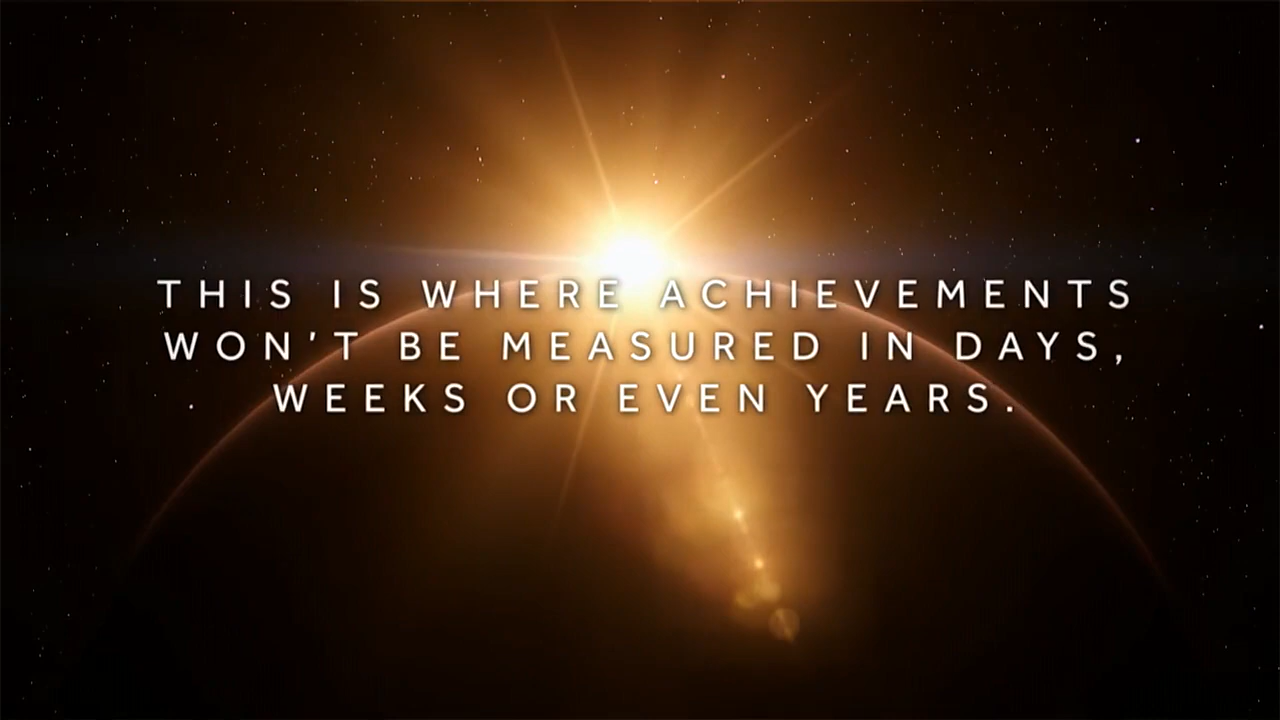 THIS IS WHERE ACHIEVEMENTS
WON'T BE MEASURED IN DAYS,
WEEKS OR EVEN YEARS.